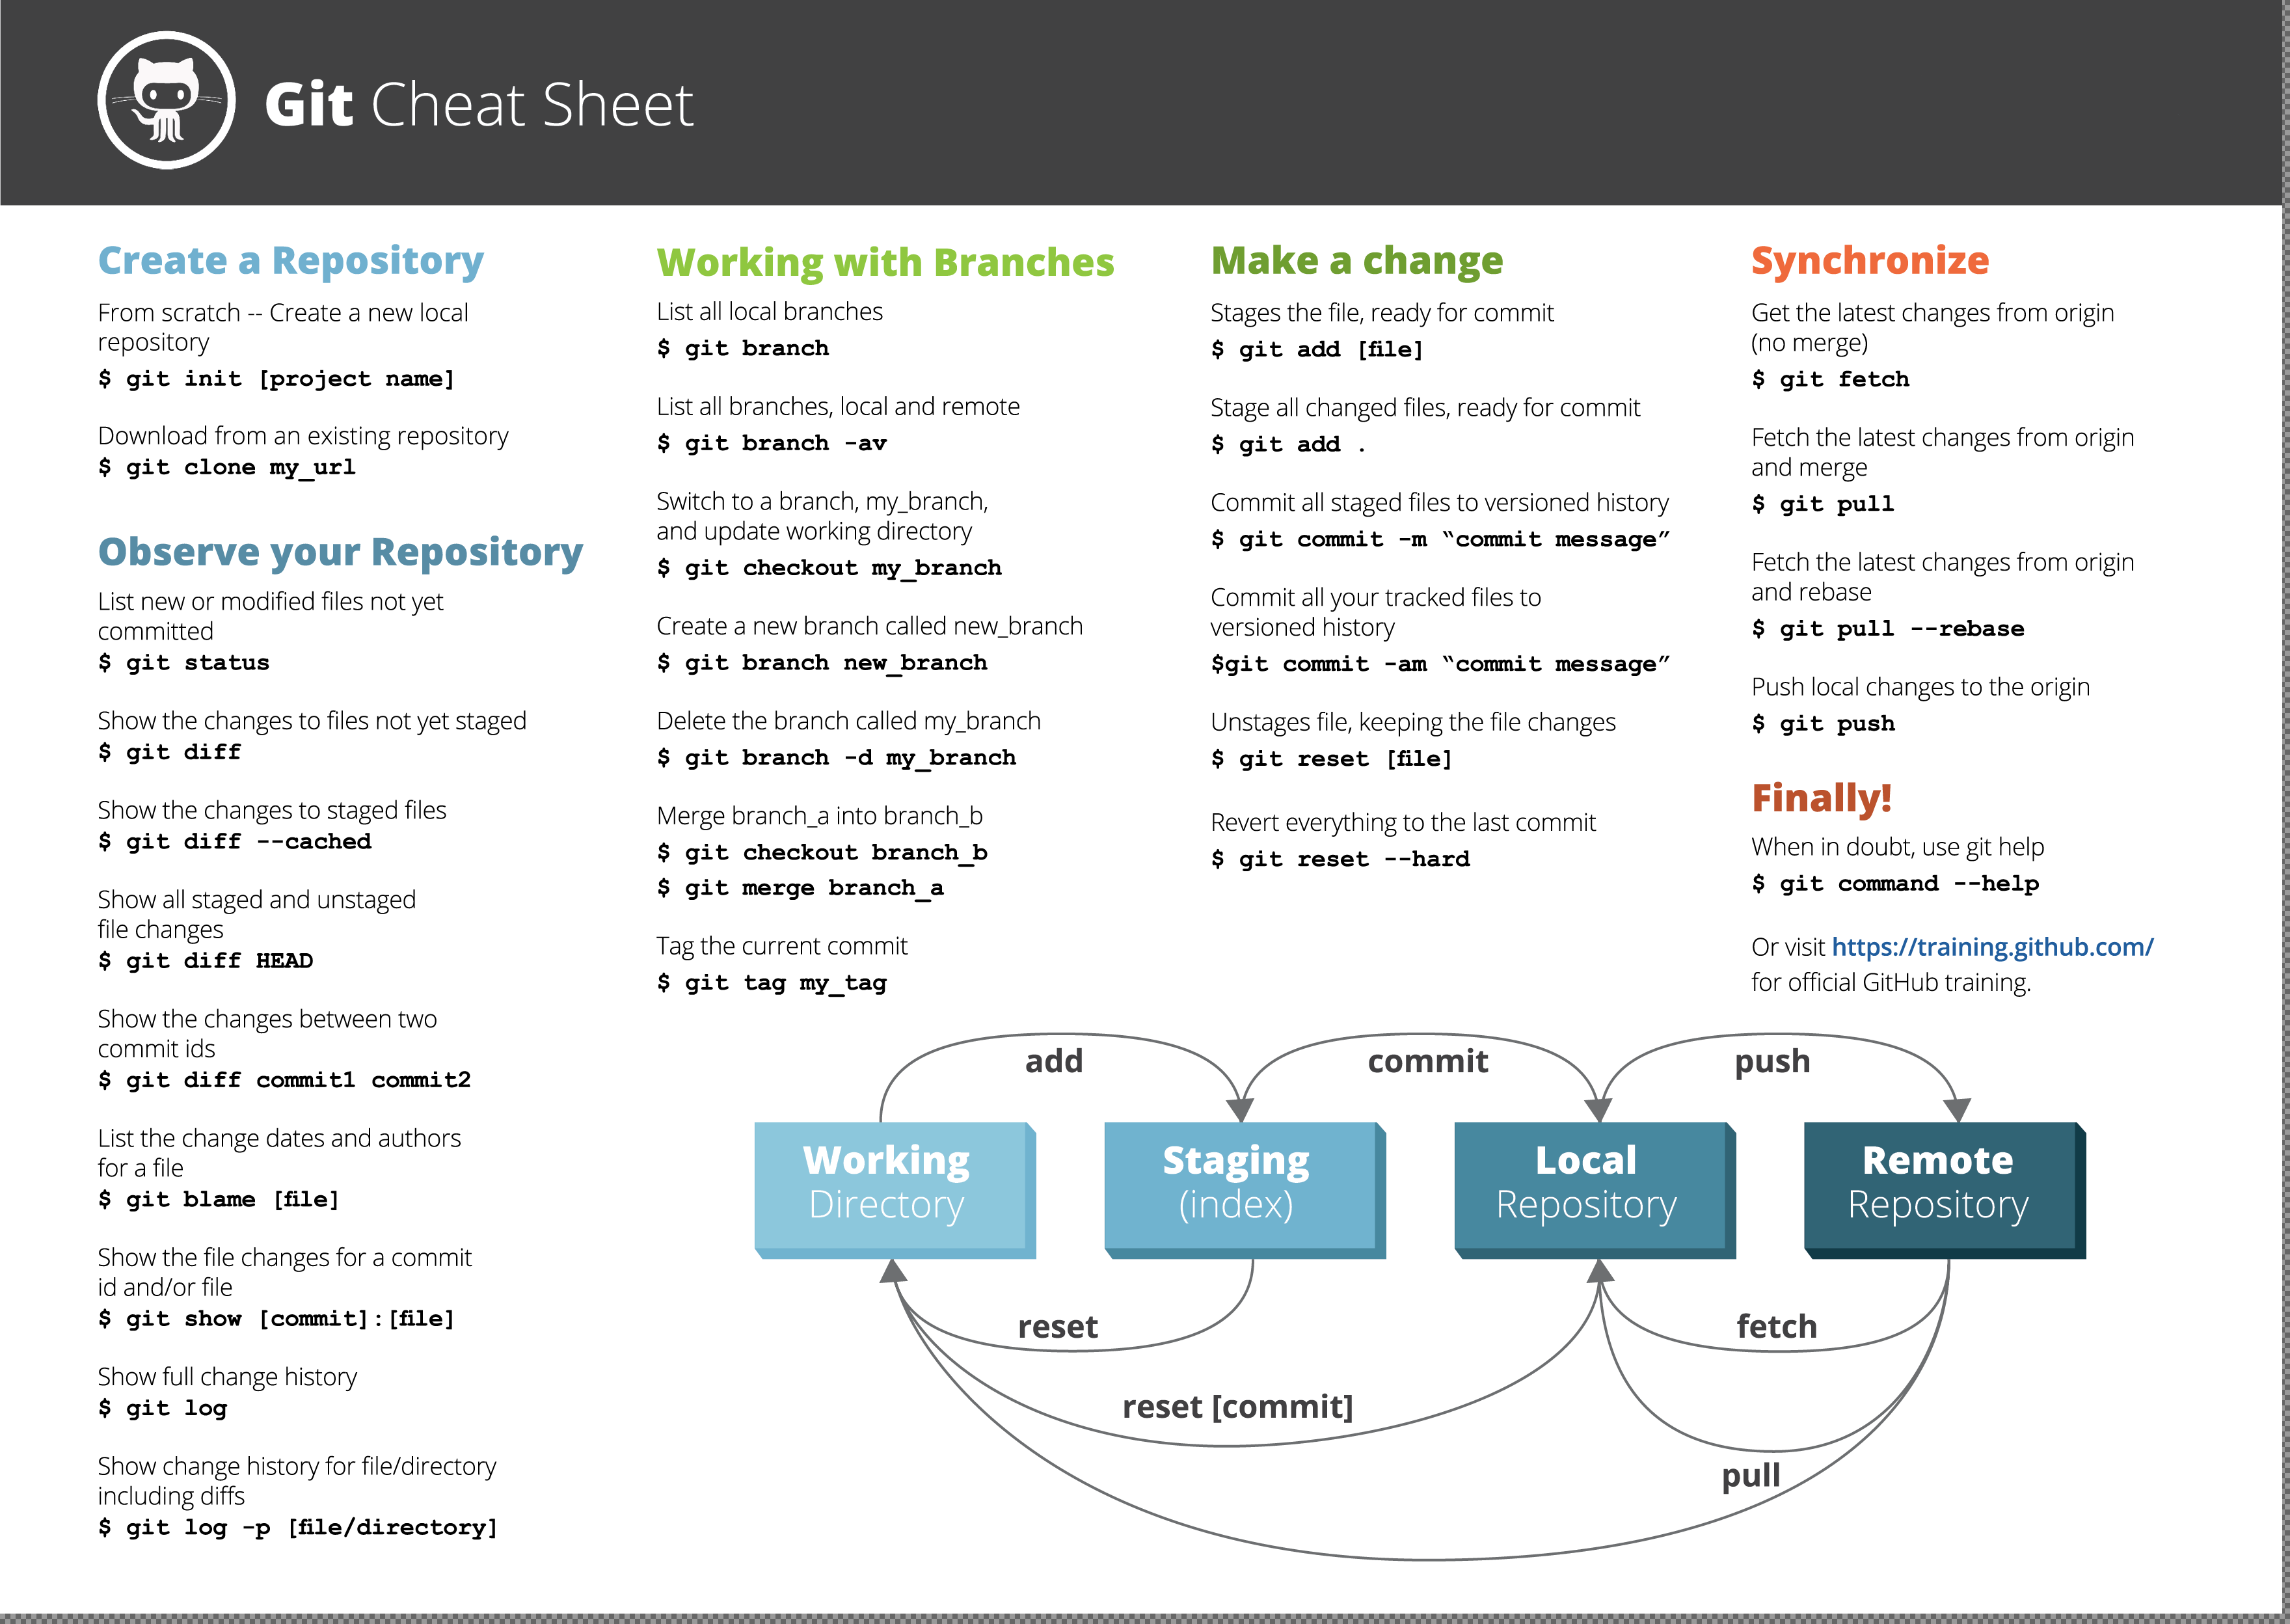 Git Cheat Sheet
Create a Repository
From scratch -- Create a new local
repository
$ git init [project name]
Download from an existing repository
$ git clone my_url
Observe your Repository
List new or modified files not yet
committed
$ git status
Show the changes to files not yet staged
$ git diff
Show the changes to staged files
$ git diff --cached
Show all staged and unstaged
file changes
$ git diff HEAD
Show the changes between two
commit ids
$ git diff commit1 commit2
List the change dates and authors
for a file
$ git blame [file]
Show the file changes for a commit
id and/or file
$ git show [commit]:[file]
Show full change history
$ git log
Show change history for file/directory
including diffs
$ git log -p [file/directory]
Working with Branches
List all local branches
$ git branch
List all branches, local and remote
$ git branch -av
Switch to a branch, my_branch,
and update working directory
$ git checkout my_branch
Create a new branch called new_branch
$ git branch new_branch
Delete the branch called my_branch
$ git branch -d my_branch
Merge branch_a into branch_b
$ git checkout branch_b
$ git merge branch_a
Tag the current commit
$ git tag my_tag
Make a change
Stages the file, ready for commit
$ git add [file]
Stage all changed files, ready for commit
$ git add .
Commit all staged files to versioned history
$ git commit -m “commit message”
Commit all your tracked files to
versioned history
$git commit -am “commit message”
Unstages file, keeping the file changes
$ git reset [file]
Revert everything to the last commit
$ git reset --hard
Synchronize
Get the latest changes from origin
(no merge)
$ git fetch
Fetch the latest changes from origin
and merge
$ git pull
Fetch the latest changes from origin
and rebase
$ git pull --rebase
Push local changes to the origin
$ git push
Finally!
When in doubt, use git help
$ git command --help
Or visit https://training.github.com/
for official GitHub training.
add
commit
push
Working
Directory
Staging
(index)
Local
Repository
Remote
Repository
reset
fetch
reset [commit]
pull